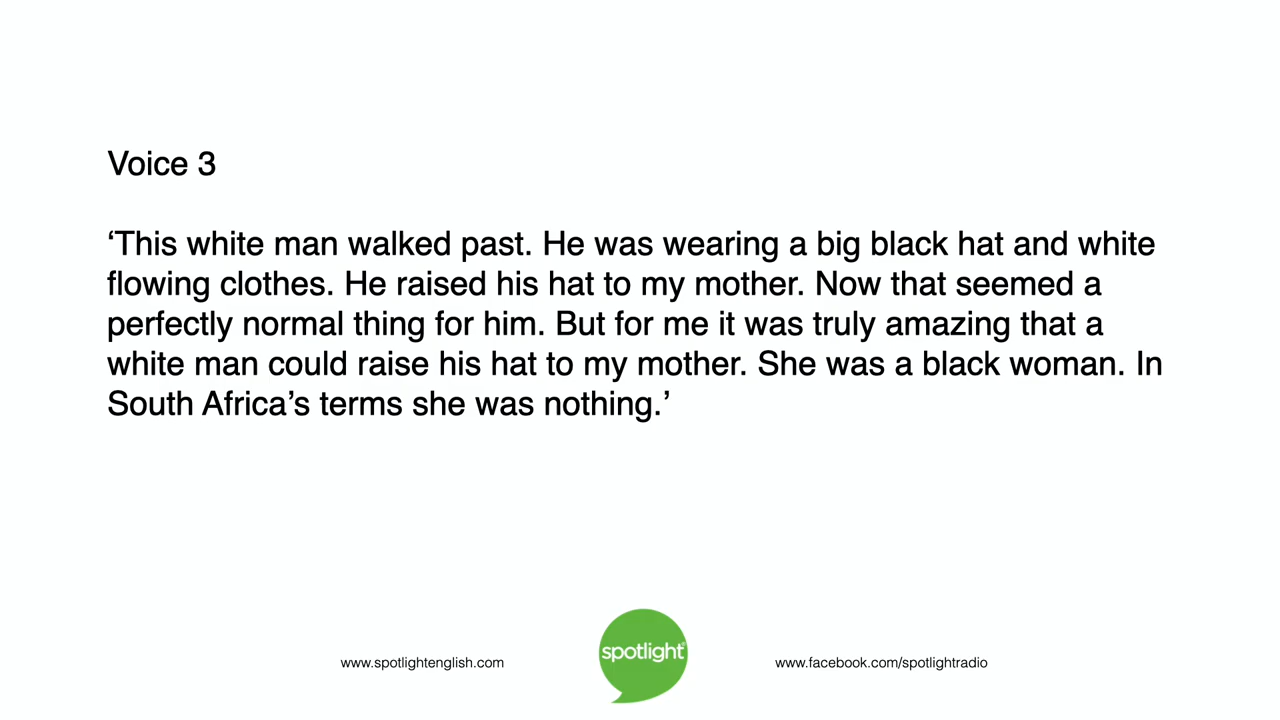 Voice 3
‘This white man walked past. He was wearing a big black hat and white
flowing clothes. He raised his hat to my mother. Now that seemed a
perfectly normal thing for him. But for me it was truly amazing that a
white man could raise his hat to my mother. She was a black woman. In
South Africa’s terms she was nothing.’
www.spotlightenglish.com
spotlight
www.facebook.com/spotlightradio